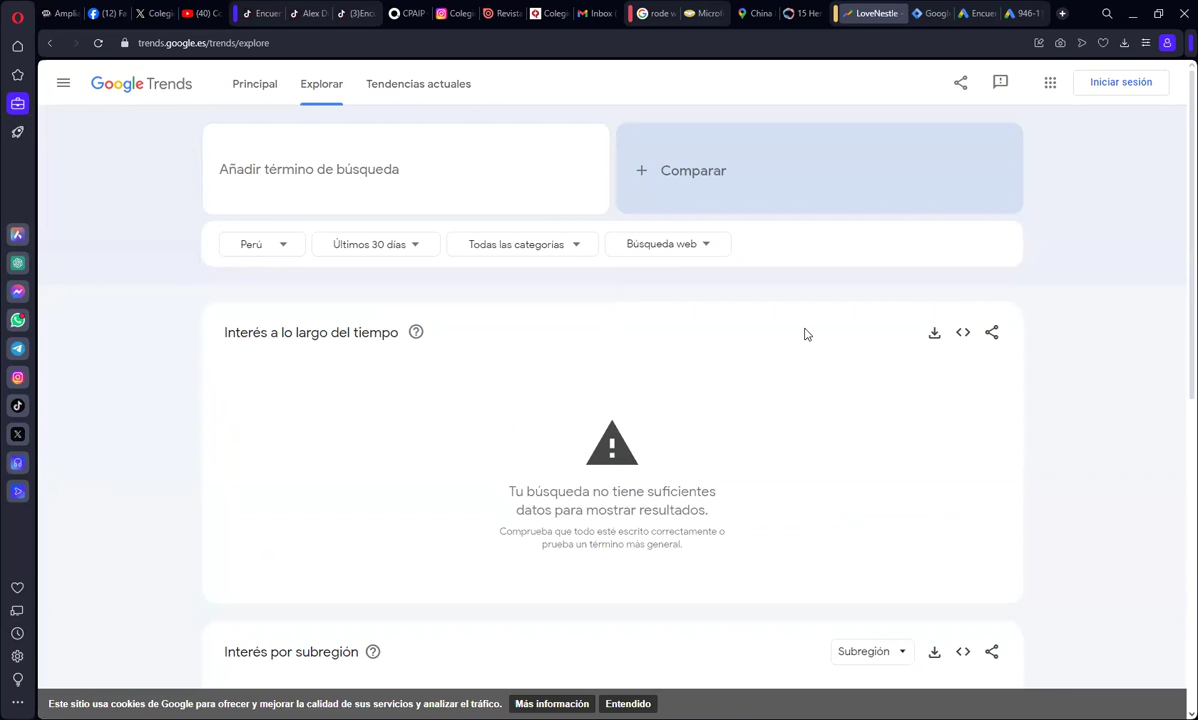 Amplia
(12) Fa
Colegi
(40) Co
Encuer
Alex D
(3)Enc
CPAIP
Colegi
Revista
Colegi
Inbox (
rode w
Microf
China
15 Her
LoveNestle
Googl
Encue
946-1
trends.google.es/trends/explore
Google Trends
Principal
Explorar
Tendencias actuales
Iniciar sesión
Añadir término de búsqueda
+ Comparar
Perú
Últimos 30 días
Todas las categorías
Búsqueda web
Interés a lo largo del tiempo
Tu búsqueda no tiene suficientes
datos para mostrar resultados.
Comprueba que todo esté escrito correctamente o
prueba un término más general.
Interés por subregión
Subregión
Este sitio usa cookies de Google para ofrecer y mejorar la calidad de sus servicios y analizar el tráfico.
Más información
Entendido